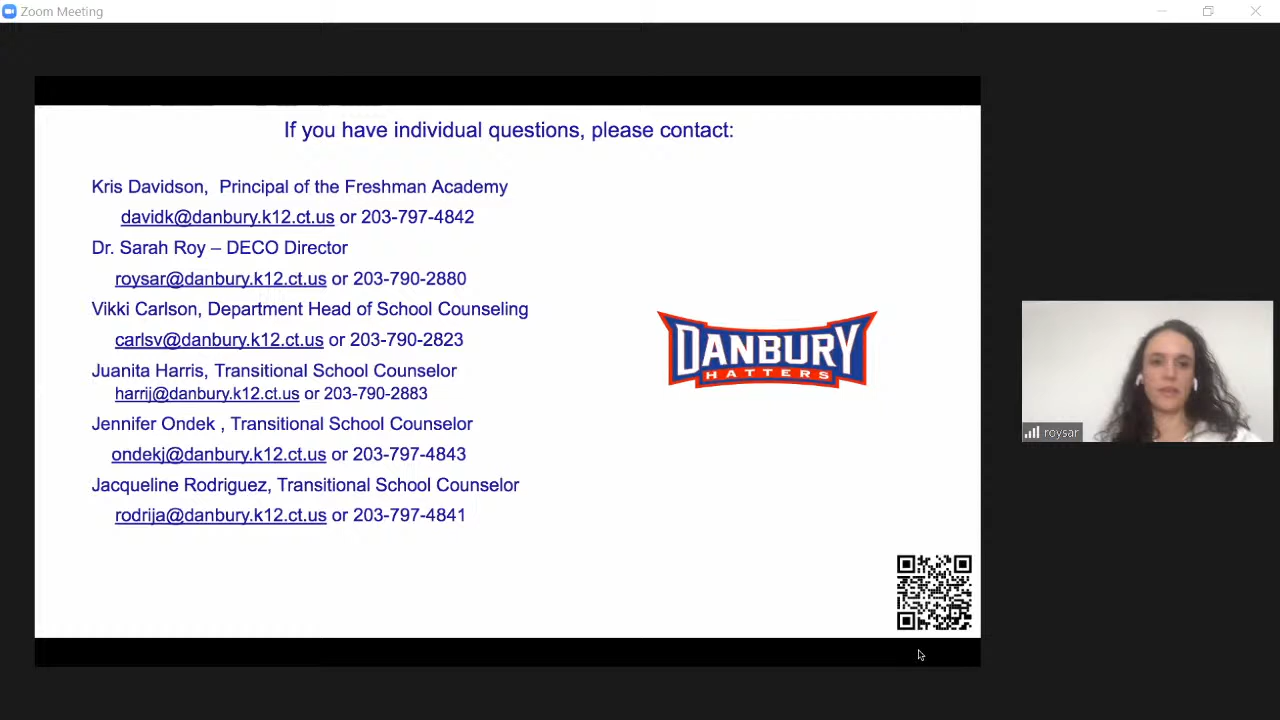 Zoom Meeting
If you have individual questions, please contact:
Kris Davidson, Principal of the Freshman Academy
davidk@danbury.k12.ct.us or 203-797-4842
Dr. Sarah Roy – DECO Director
roysar@danbury.k12.ct.us or 203-790-2880
Vikki Carlson, Department Head of School Counseling
carlsv@danbury.k12.ct.us or 203-790-2823
Juanita Harris, Transitional School Counselor
harrij@danbury.k12.ct.us or 203-790-2883
Jennifer Ondek , Transitional School Counselor
ondekj@danbury.k12.ct.us or 203-797-4843
Jacqueline Rodriguez, Transitional School Counselor
rodrija@danbury.k12.ct.us or 203-797-4841
DANBURY
HATTERS
roysar